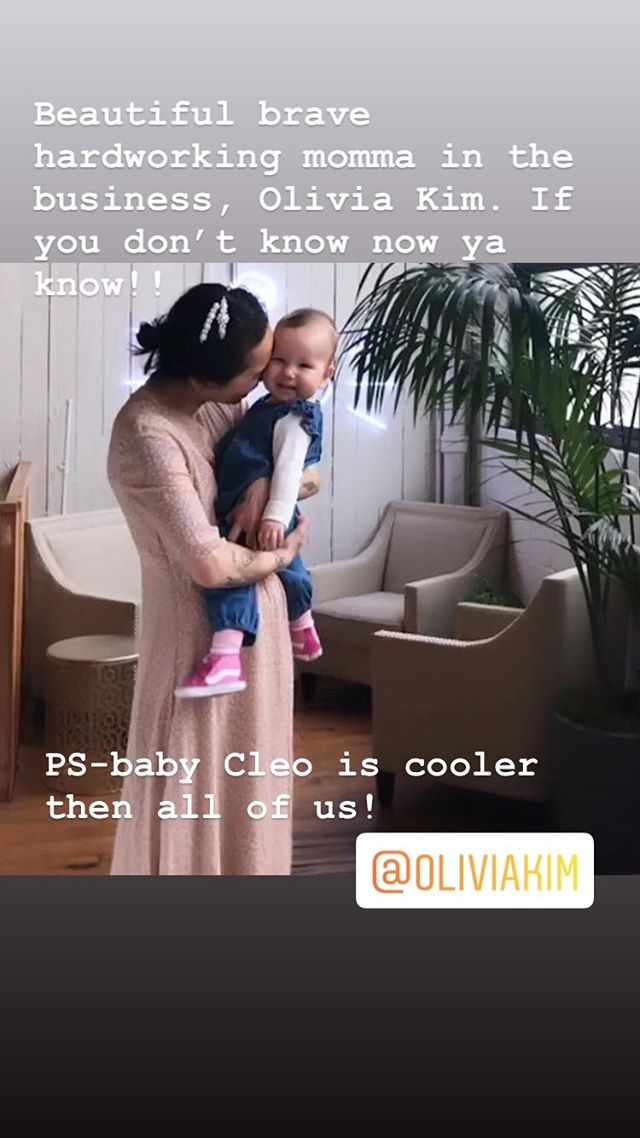 Beautiful brave
hardworking momma in the
business, Olivia Kim. If
you don’t know now ya
know!!
PS-baby Cleo is cooler
then all of us!
@OLIVIAKIM